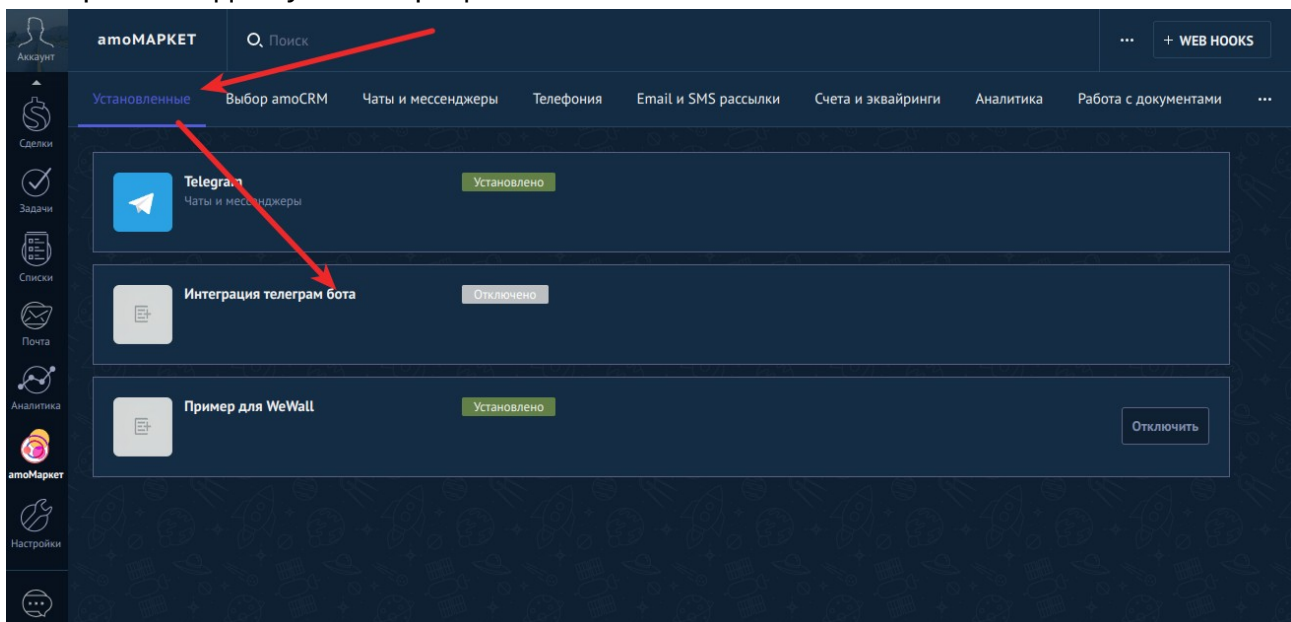 Аккаунт
amoМАРКЕТ
Поиск
+ WEB HOOKS
Установленные
Выбор amoCRM
Чаты и мессенджеры
Телефония
Email и SMS рассылки
Счета и эквайринги
Аналитика
Работа с документами
Сделки
Задачи
Списки
Почта
Аналитика
amoМаркет
Настройки
Telegram
Установлено
Чаты и мессенджеры
Интеграция телеграм бота
Отключено
Пример для WeWall
Установлено
Отключить